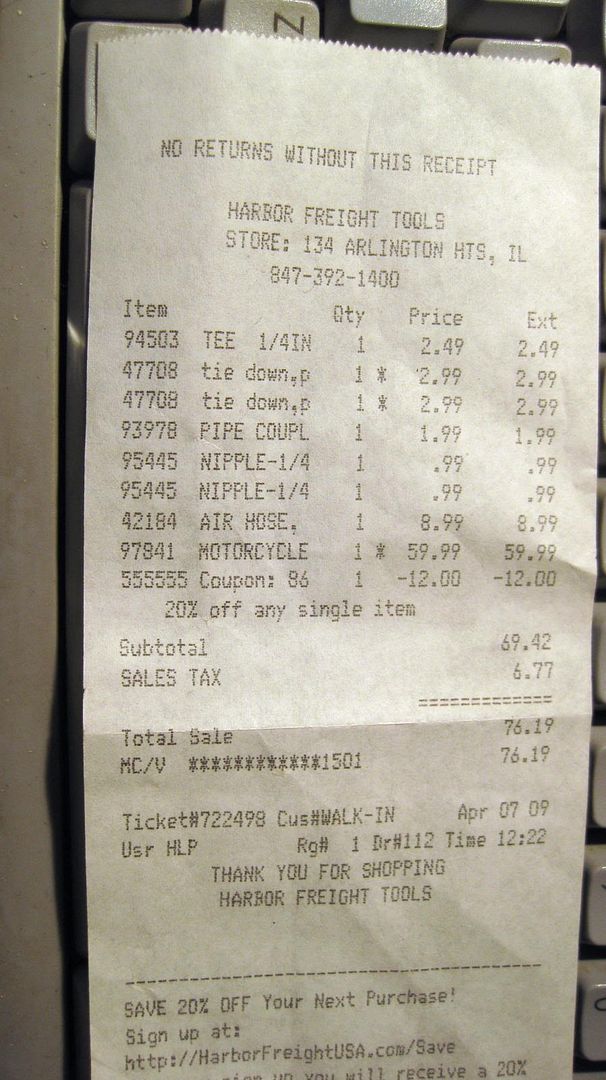 Z
NO RETURNS WITHOUT THIS RECEIPT
HARBOR FREIGHT TOOLS
STORE: 134 ARLINGTON HTS, IL
847-392-1400
Item Qty Price Ext
94503 TEE 1/4IN 1 2.49 2.49
47708 tie down,p 1 * 2.99 2.99
47708 tie down,p 1 * 2.99 2.99
93978 PIPE COUPL 1 1.99 1.99
95445 NIPPLE-1/4 1 .99 .99
95445 NIPPLE-1/4 1 .99 .99
42184 AIR HOSE, 1 8.99 8.99
97841 MOTORCYCLE 1 * 59.99 59.99
555555 Coupon: 86 1 -12.00 -12.00
20% off any single item
Subtotal 69.42
SALES TAX 6.77
=============
Total Sale 76.19
MC/V ************1501 76.19
Ticket#722498 Cus#WALK-IN Apr 07 09
Usr HLP Rg# 1 Dr#112 Time 12:22
THANK YOU FOR SHOPPING
HARBOR FREIGHT TOOLS
SAVE 20% OFF Your Next Purchase!
Sign up at:
http://HarborFreightUSA.com/Save
sign up you will receive a 20%